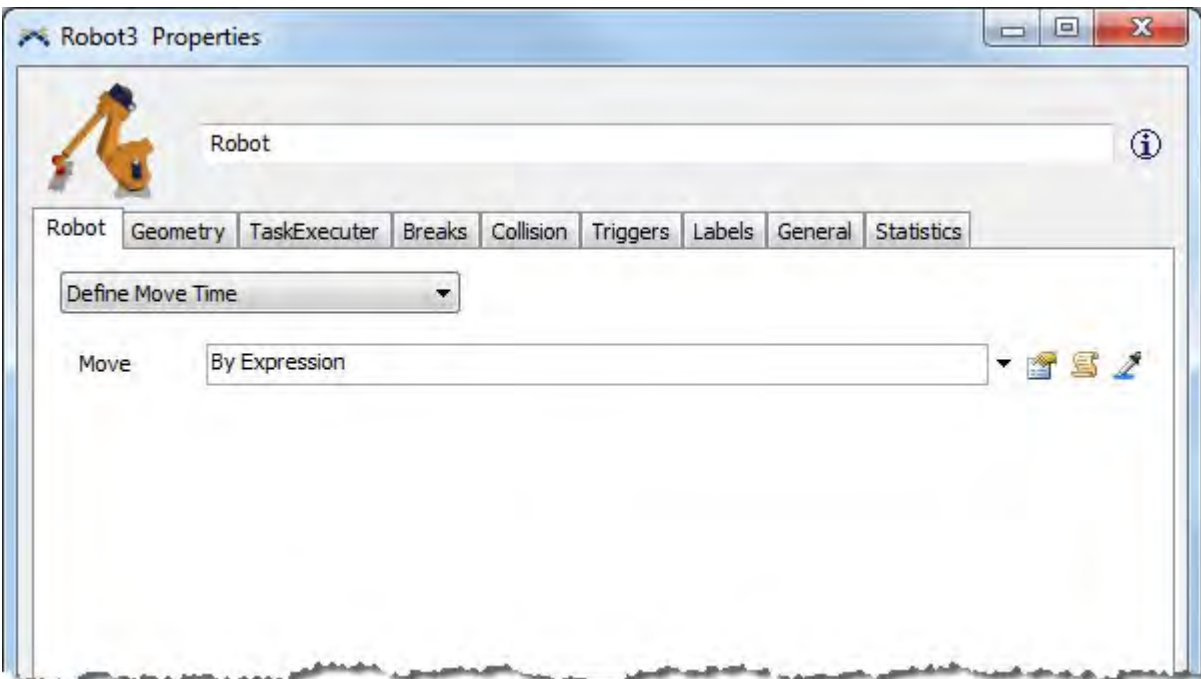 Robot3 Properties
Robot
Robot Geometry TaskExecuter Breaks Collision Triggers Labels General Statistics
Define Move Time
Move By Expression